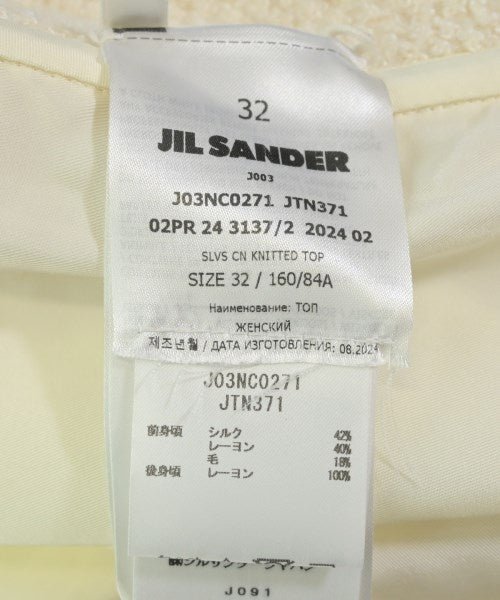 32
JIL SANDER
J003
J03NC0271 JTN371
02PR 24 3137/2 2024 02
SLVS CN KNITTED TOP
SIZE 32 / 160/84A
Наименование: ТОП
ЖЕНСКИЙ
제조년월 / ДАТА ИЗГОТОВЛЕНИЯ: 08.2024
J03NC0271
JTN371
前身頃 シルク 42%
レーヨン 40%
毛 18%
後身頃 レーヨン 100%
J091